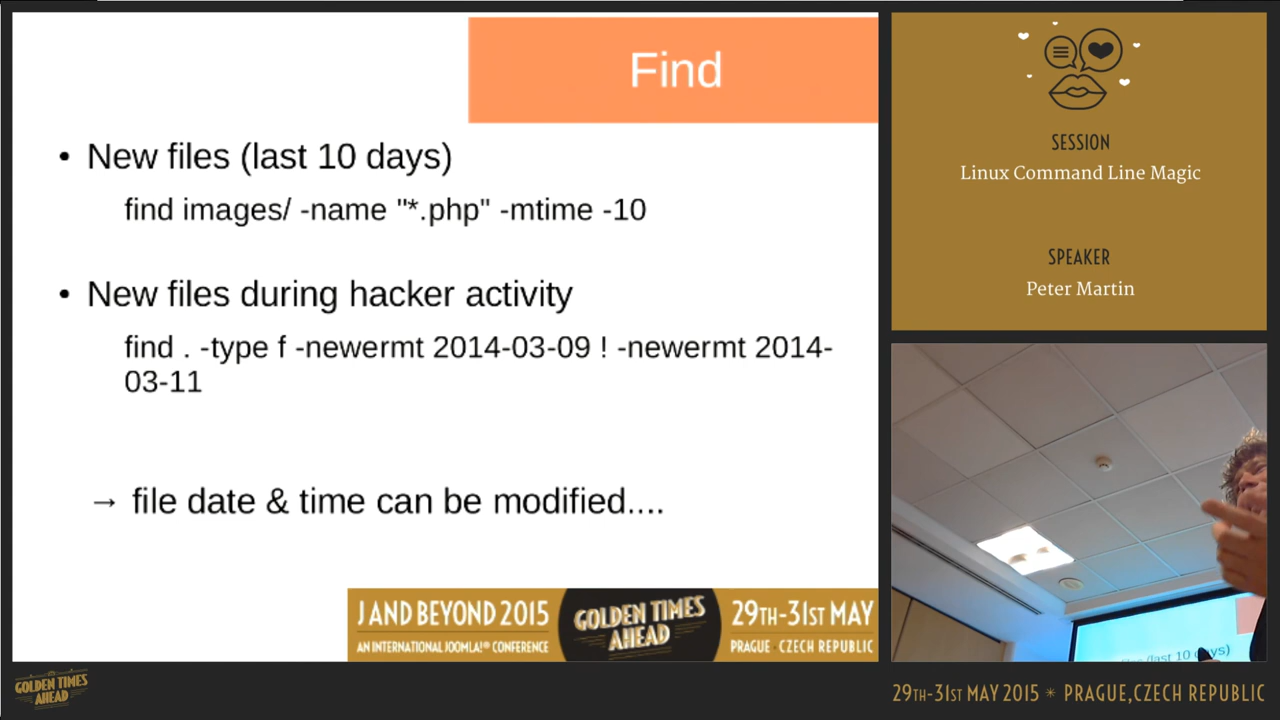 Find
• New files (last 10 days)
find images/ -name "*.php" -mtime -10
• New files during hacker activity
find . -type f -newermt 2014-03-09 ! -newermt 2014-
03-11
→ file date & time can be modified....
J AND BEYOND 2015
AN INTERNATIONAL JOOMLA!® CONFERENCE
GOLDEN TIMES
AHEAD
29TH-31ST MAY
PRAGUE · CZECH REPUBLIC
SESSION
Linux Command Line Magic
SPEAKER
Peter Martin
(last 10 days)
GOLDEN TIMES
AHEAD
29TH-31ST MAY 2015 * PRAGUE,CZECH REPUBLIC